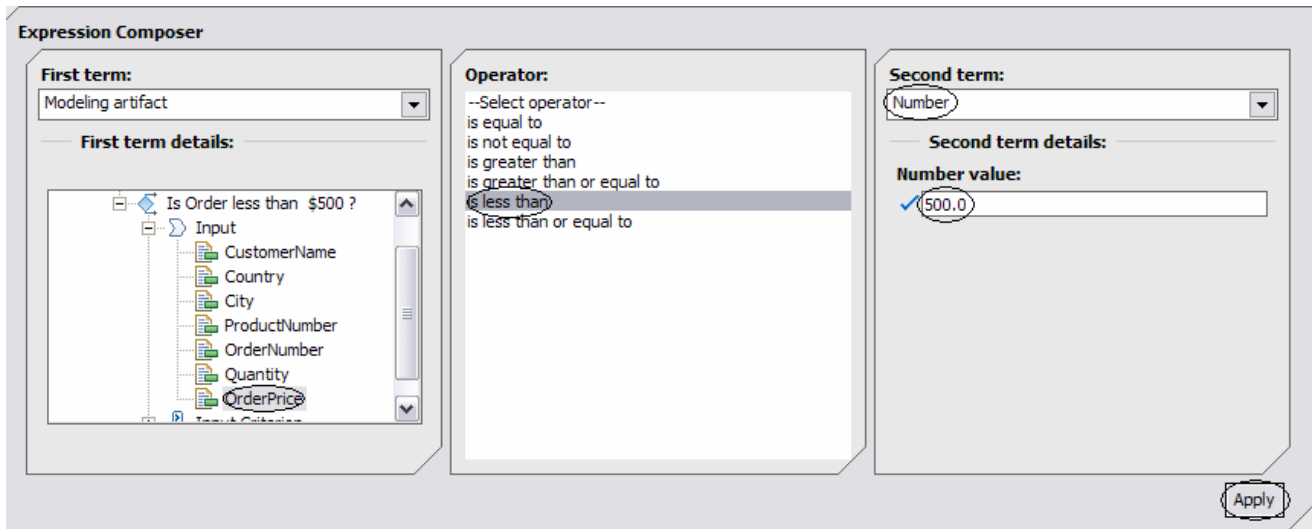 Expression Composer
First term:
Modeling artifact
First term details:
Is Order less than $500 ?
Input
CustomerName
Country
City
ProductNumber
OrderNumber
Quantity
OrderPrice
Input Criterion
Operator:
--Select operator--
is equal to
is not equal to
is greater than
is greater than or equal to
is less than
is less than or equal to
Second term:
Number
Second term details:
Number value:
500.0
Apply